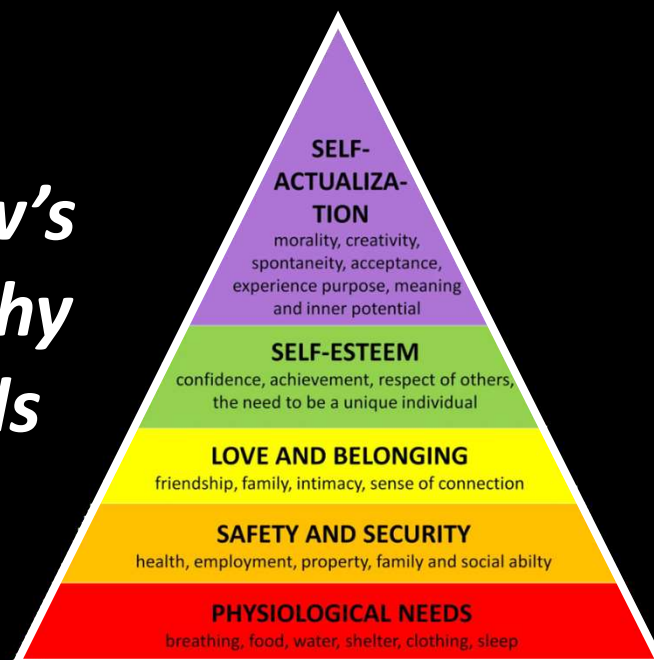 w's
hy
ds
SELF-
ACTUALIZA-
TION
morality, creativity,
spontaneity, acceptance,
experience purpose, meaning
and inner potential
SELF-ESTEEM
confidence, achievement, respect of others,
the need to be a unique individual
LOVE AND BELONGING
friendship, family, intimacy, sense of connection
SAFETY AND SECURITY
health, employment, property, family and social abilty
PHYSIOLOGICAL NEEDS
breathing, food, water, shelter, clothing, sleep